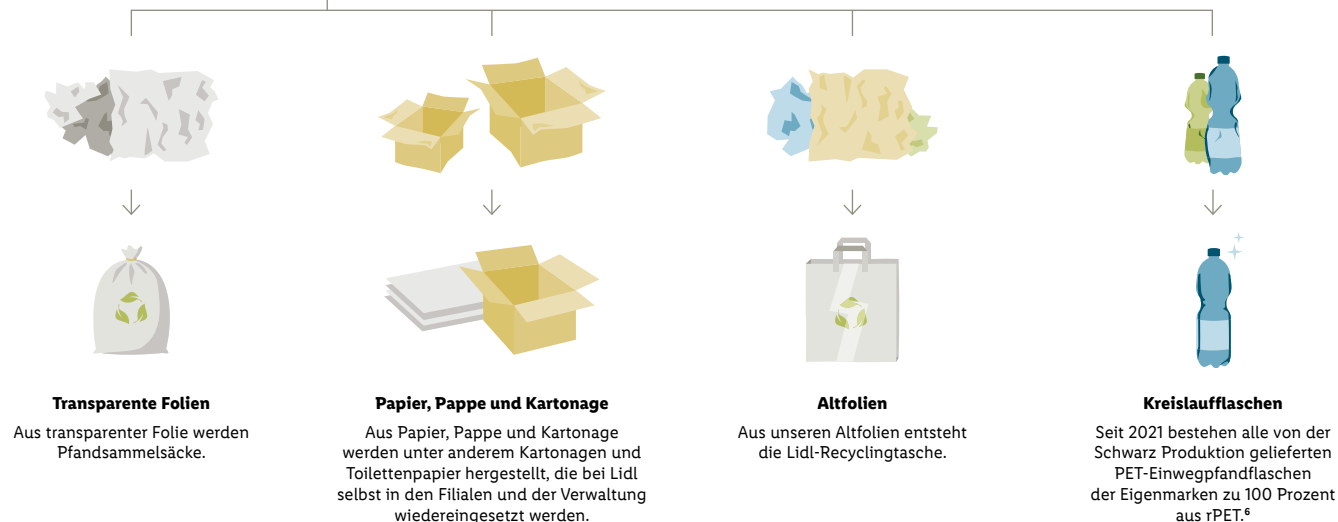 Transparente Folien
Aus transparenter Folie werden
Pfandsammelsäcke.
Papier, Pappe und Kartonage
Aus Papier, Pappe und Kartonage
werden unter anderem Kartonagen und
Toilettenpapier hergestellt, die bei Lidl
selbst in den Filialen und der Verwaltung
wiedereingesetzt werden.
Altfolien
Aus unseren Altfolien entsteht
die Lidl-Recyclingtasche.
Kreislaufflaschen
Seit 2021 bestehen alle von der
Schwarz Produktion gelieferten
PET-Einwegpfandflaschen
der Eigenmarken zu 100 Prozent
aus rPET.⁶